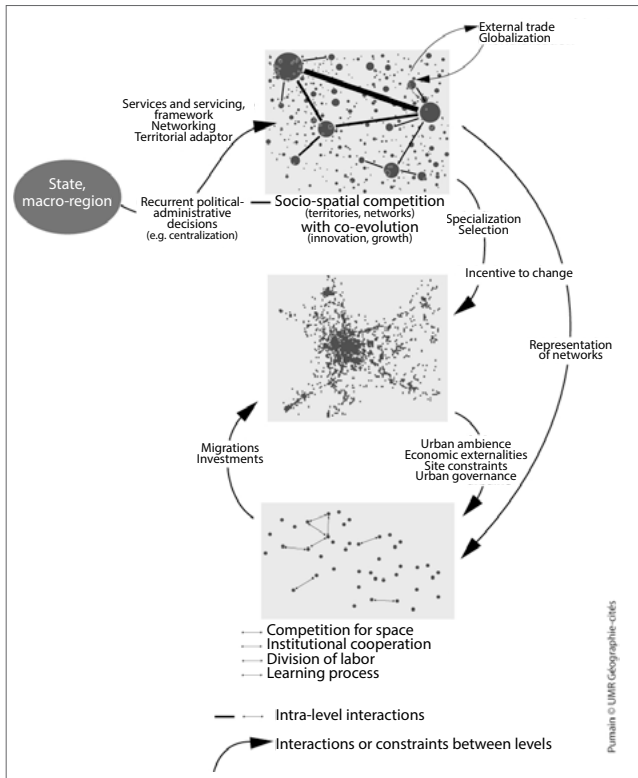 External trade
Globalization
Services and servicing,
framework
Networking
Territorial adaptor
State,
macro-region
Recurrent political-
administrative
decisions
(e.g. centralization)
Socio-spatial competition
(territories, networks)
with co-evolution
(innovation, growth)
Specialization
Selection
Incentive to change
Representation
of networks
Migrations
Investments
Urban ambience
Economic externalities
Site constraints
Urban governance
Competition for space
Institutional cooperation
Division of labor
Learning process
Intra-level interactions
Interactions or constraints between levels
Pumain © UMR Géographie-cités